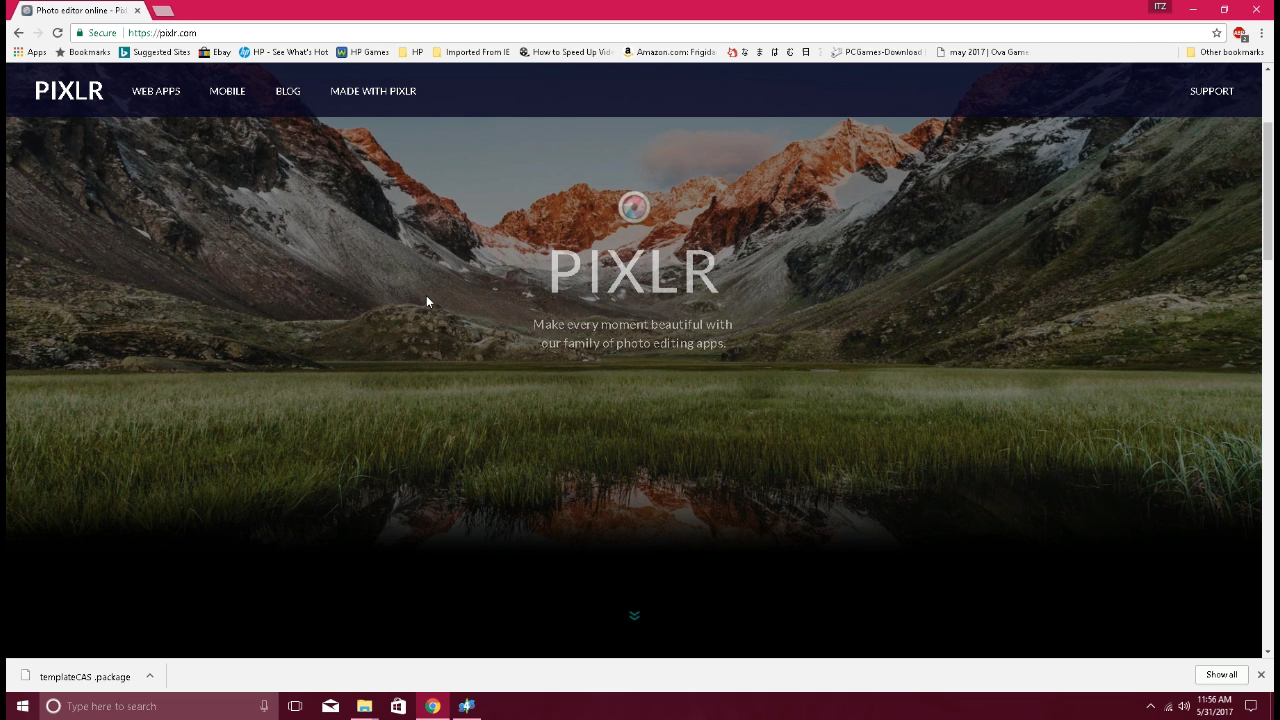 Photo editor online - Pixl
ITZ
Secure
https://pixlr.com
Apps
Bookmarks
Suggested Sites
Ebay
HP - See What's Hot
HP Games
HP
Imported From IE
How to Speed Up Vid
Amazon.com: Frigida
PCGames-Download
may 2017 | Ova Game
Other bookmarks
PIXLR
WEB APPS
MOBILE
BLOG
MADE WITH PIXLR
SUPPORT
PIXLR
Make every moment beautiful with
our family of photo editing apps.
templateCAS .package
Show all
Type here to search
11:56 AM
5/31/2017